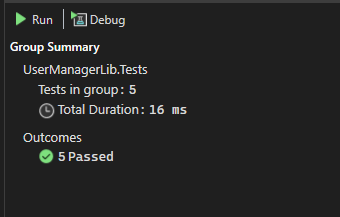 Run Debug
Group Summary
UserManagerLib.Tests
Tests in group: 5
Total Duration: 16 ms
Outcomes
5 Passed